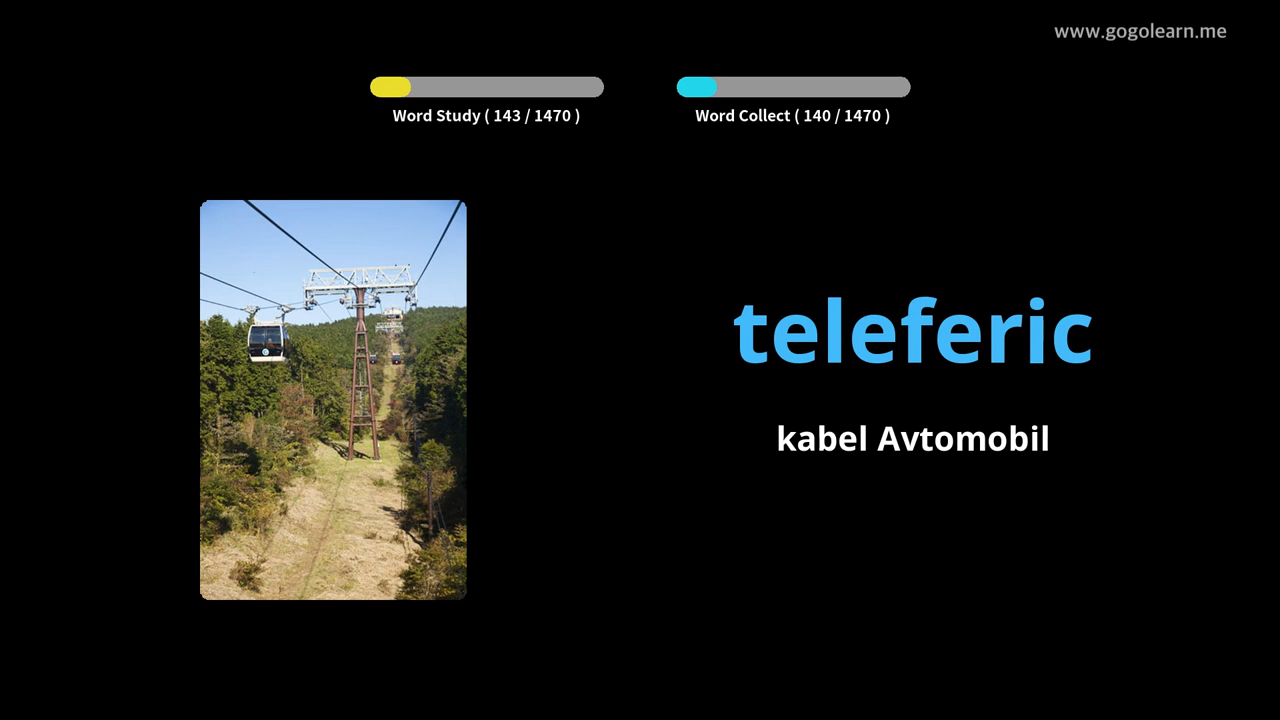 www.gogolearn.me
Word Study ( 143 / 1470 )
Word Collect ( 140 / 1470 )
teleferic
kabel Avtomobil